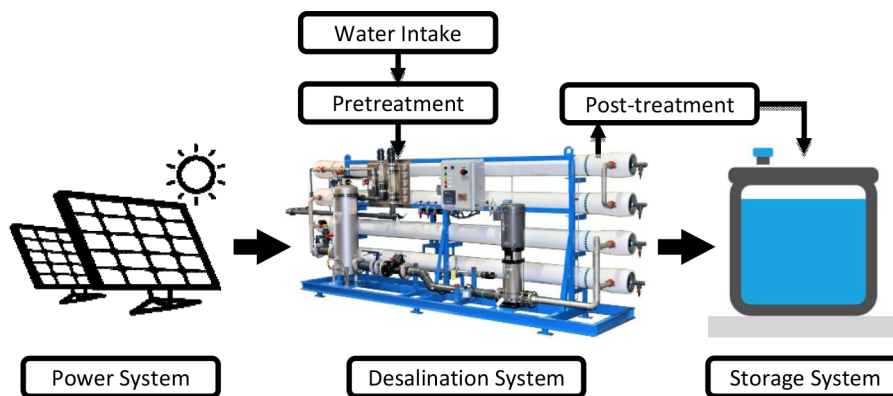 Water Intake
Pretreatment
Post-treatment
Power System
Desalination System
Storage System